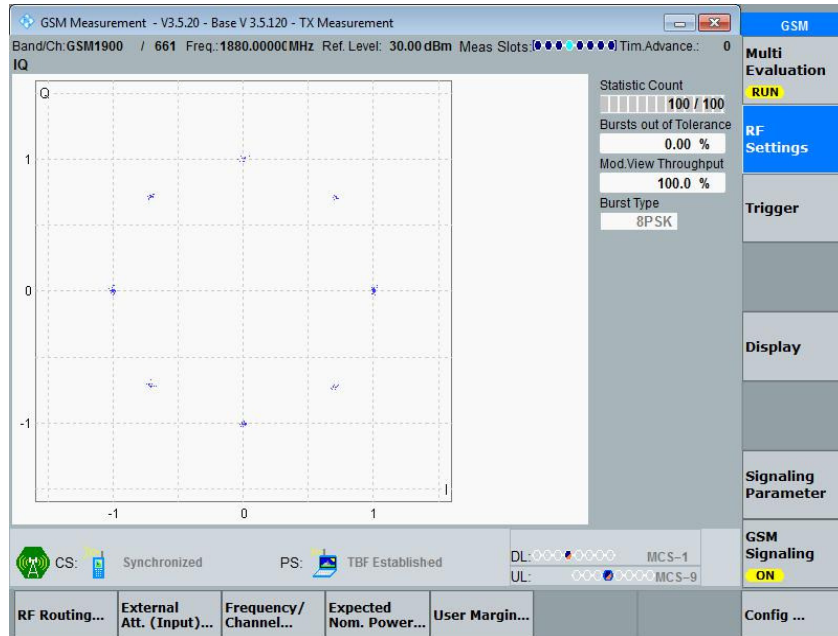 GSM Measurement - V3.5.20 - Base V 3.5.120 - TX Measurement
GSM
Band/Ch:GSM1900 / 661 Freq.:1880.0000(MHz Ref. Level: 30.00 dBm Meas Slots: Tim.Advance.: 0
IQ
Multi
Evaluation
RUN
Q
Statistic Count
100 / 100
Bursts out of Tolerance
0.00 %
Mod.View Throughput
100.0 %
Burst Type
8PSK
RF
Settings
Trigger
1
0
-1
Display
I
-1 0 1
Signaling
Parameter
GSM
Signaling
ON
CS: Synchronized PS: TBF Established
DL: MCS-1
UL: MCS-9
RF Routing...
External
Att. (Input)...
Frequency/
Channel...
Expected
Nom. Power...
User Margin...
Config ...